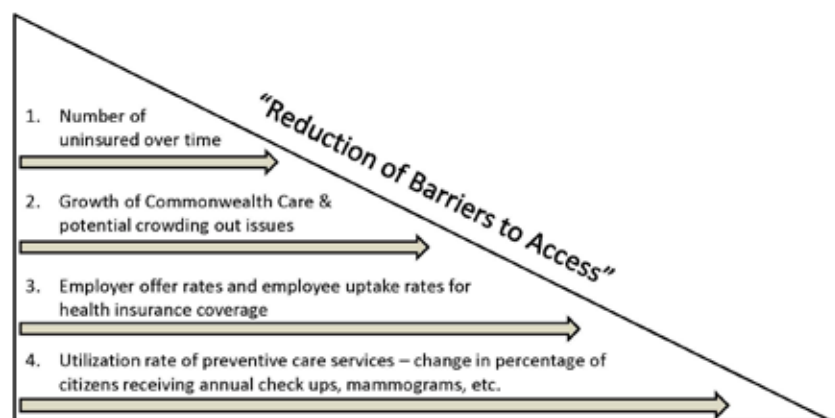 "Reduction of Barriers to Access"
1. Number of
uninsured over time
2. Growth of Commonwealth Care &
potential crowding out issues
3. Employer offer rates and employee uptake rates for
health insurance coverage
4. Utilization rate of preventive care services – change in percentage of
citizens receiving annual check ups, mammograms, etc.